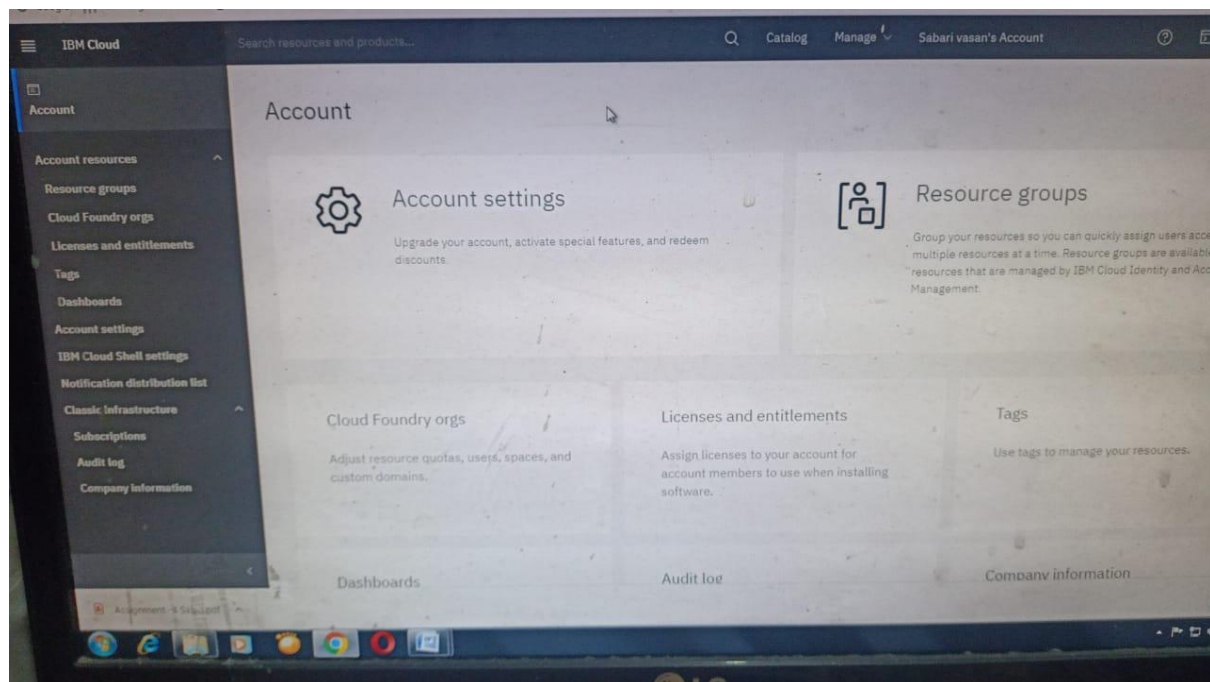 IBM Cloud
Search resources and products...
Catalog
Manage
Sabari vasan's Account
Account
Account resources
Resource groups
Cloud Foundry orgs
Licenses and entitlements
Tags
Dashboards
Account settings
IBM Cloud Shell settings
Notification distribution list
Classic Infrastructure
Subscriptions
Audit log
Company information
Account
Account settings
Upgrade your account, activate special features, and redeem
discounts.
Resource groups
Group your resources so you can quickly assign users
multiple resources at a time. Resource groups are
resources that are managed by IBM Cloud Identity and
Management.
Cloud Foundry orgs
Adjust resource quotas, users, spaces, and
custom domains.
Licenses and entitlements
Assign licenses to your account for
account members to use when installing
software.
Tags
Use tags to manage your resources.
Dashboards
Audit log
Company information